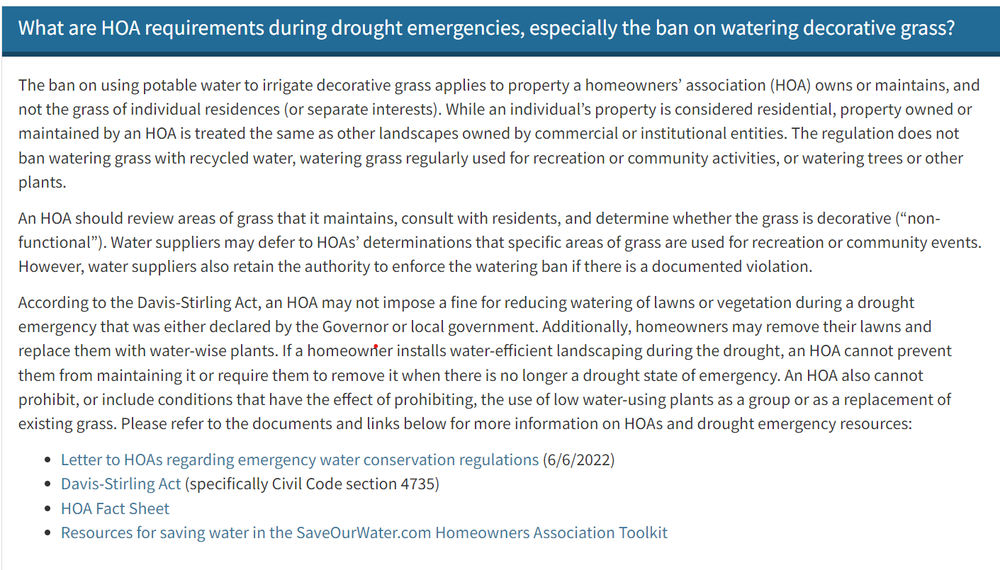 What are HOA requirements during drought emergencies, especially the ban on watering decorative grass?
The ban on using potable water to irrigate decorative grass applies to property a homeowners’ association (HOA) owns or maintains, and
not the grass of individual residences (or separate interests). While an individual’s property is considered residential, property owned or
maintained by an HOA is treated the same as other landscapes owned by commercial or institutional entities. The regulation does not
ban watering grass with recycled water, watering grass regularly used for recreation or community activities, or watering trees or other
plants.
An HOA should review areas of grass that it maintains, consult with residents, and determine whether the grass is decorative (“non-
functional”). Water suppliers may defer to HOAs’ determinations that specific areas of grass are used for recreation or community events.
However, water suppliers also retain the authority to enforce the watering ban if there is a documented violation.
According to the Davis-Stirling Act, an HOA may not impose a fine for reducing watering of lawns or vegetation during a drought
emergency that was either declared by the Governor or local government. Additionally, homeowners may remove their lawns and
replace them with water-wise plants. If a homeowner installs water-efficient landscaping during the drought, an HOA cannot prevent
them from maintaining it or require them to remove it when there is no longer a drought state of emergency. An HOA also cannot
prohibit, or include conditions that have the effect of prohibiting, the use of low water-using plants as a group or as a replacement of
existing grass. Please refer to the documents and links below for more information on HOAs and drought emergency resources:
• Letter to HOAs regarding emergency water conservation regulations (6/6/2022)
• Davis-Stirling Act (specifically Civil Code section 4735)
• HOA Fact Sheet
• Resources for saving water in the SaveOurWater.com Homeowners Association Toolkit